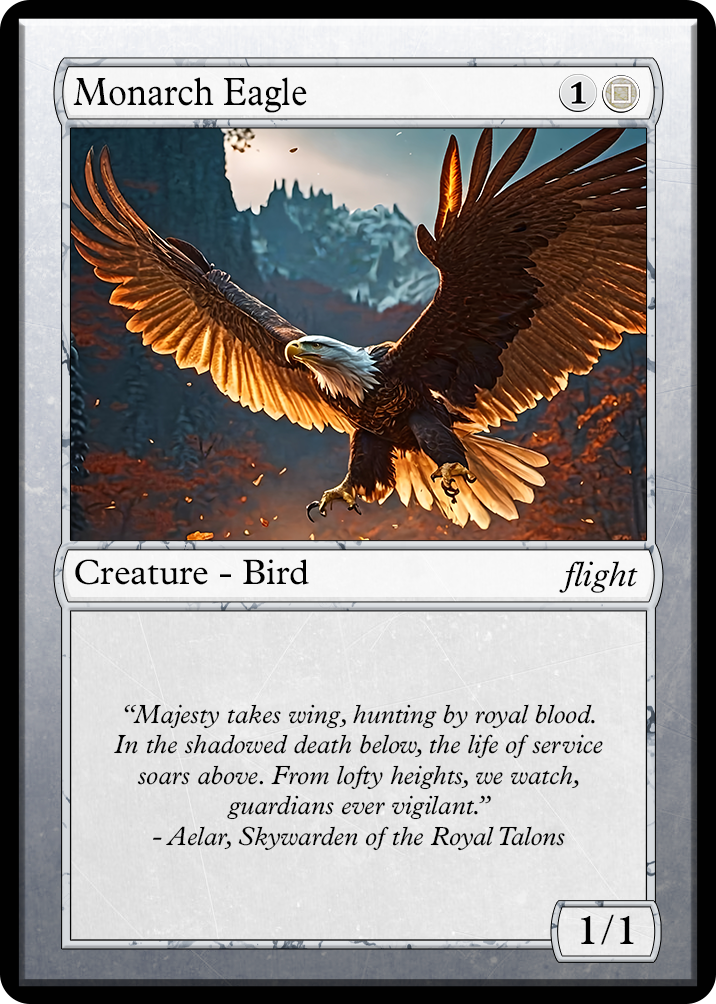 Monarch Eagle 1
Creature - Bird flight
“Majesty takes wing, hunting by royal blood.
In the shadowed death below, the life of service
soars above. From lofty heights, we watch,
guardians ever vigilant.”
- Aelar, Skywarden of the Royal Talons
1/1